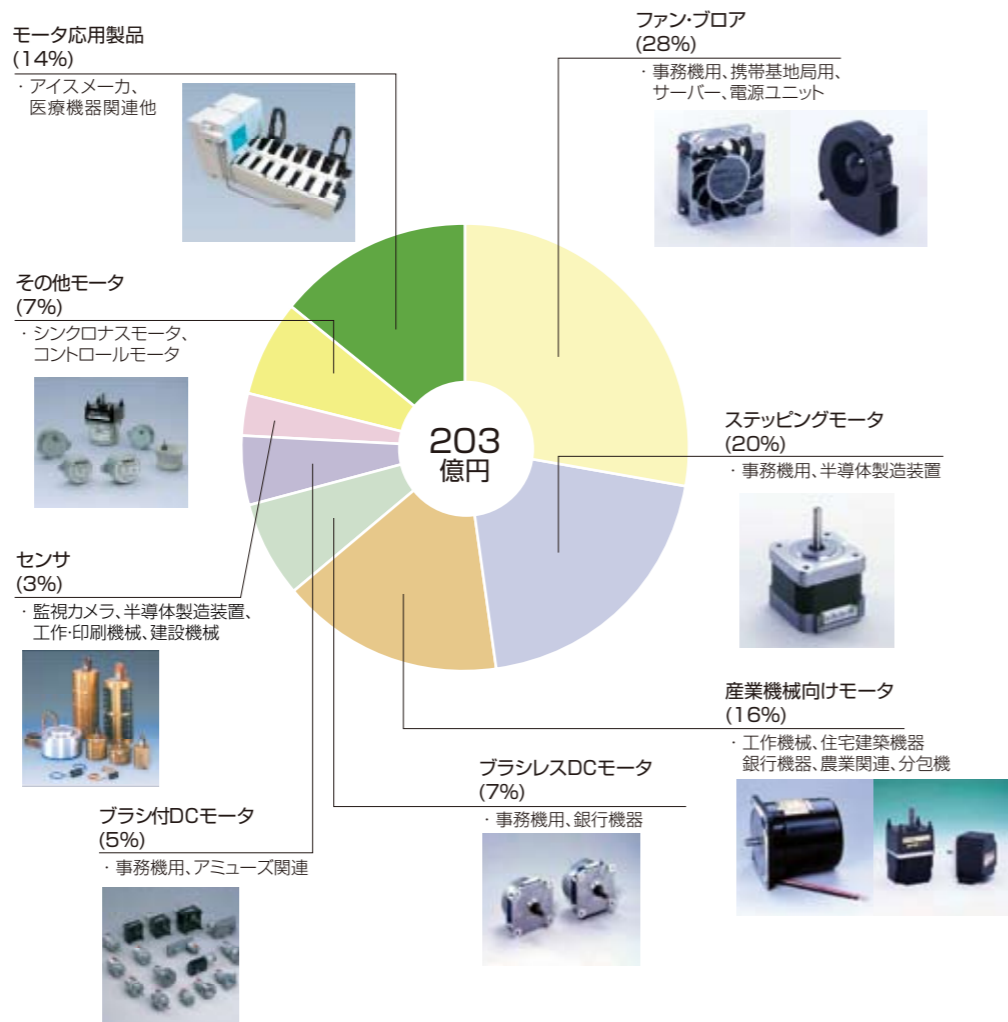 モータ応用製品
(14%)
・アイスメーカ、
医療機器関連他
ファン・ブロア
(28%)
・事務機用、携帯基地局用、
サーバー、電源ユニット
その他モータ
(7%)
・シンクロナスモータ、
コントロールモータ
203
億円
ステッピングモータ
(20%)
・事務機用、半導体製造装置
センサ
(3%)
・監視カメラ、半導体製造装置、
工作・印刷機械、建設機械
産業機械向けモータ
(16%)
・工作機械、住宅建築機器
銀行機器、農業関連、分包機
ブラシレスDCモータ
(7%)
・事務機用、銀行機器
ブラシ付DCモータ
(5%)
・事務機用、アミューズ関連